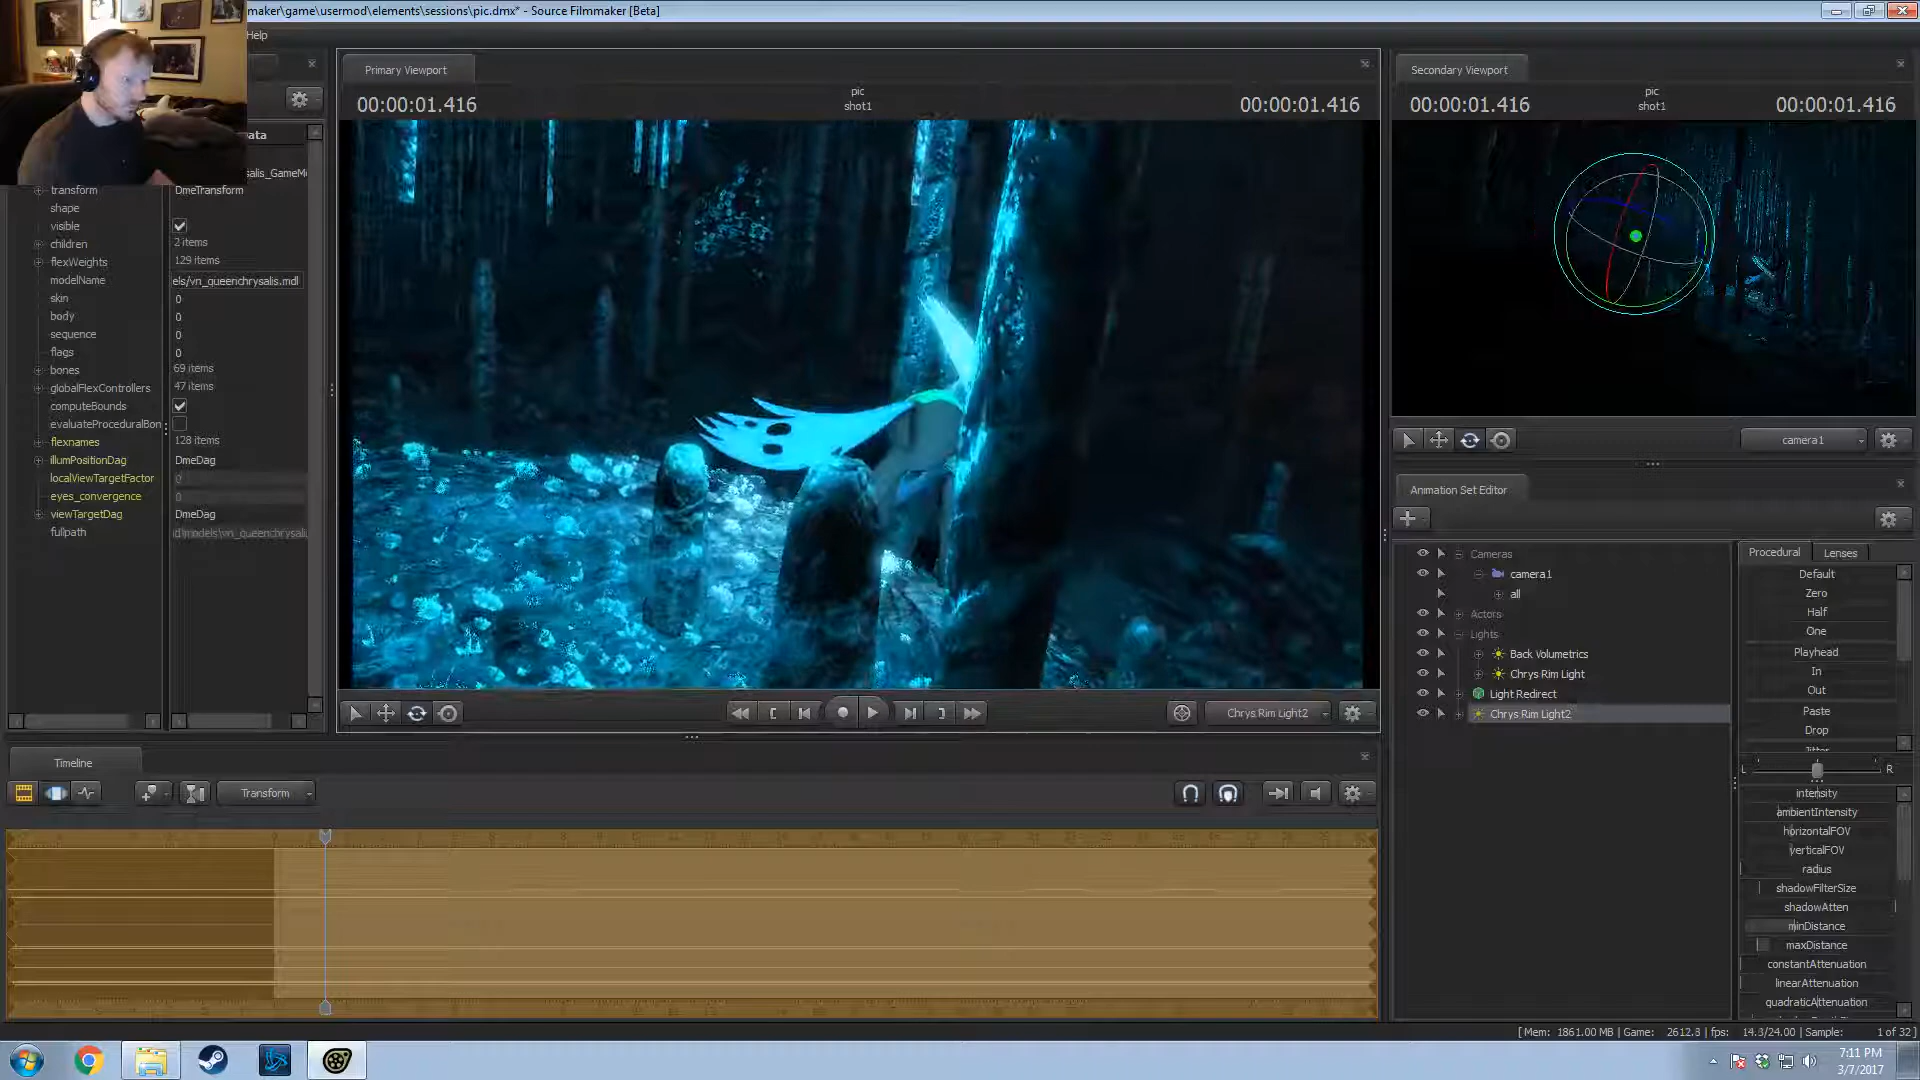 maker\game\usermod\elements\sessions\pic.dmx* - Source Filmmaker [Beta]
Help
Primary Viewport
00:00:01.416
pic
shot1
00:00:01.416
Secondary Viewport
00:00:01.416
pic
shot1
00:00:01.416
transform
DmeTransform
shape
visible
children
2 items
flexWeights
129 items
modelName
els/vn_queenchrysalis.mdl
skin
0
body
0
sequence
0
flags
0
bones
69 items
globalFlexControllers
47 items
computeBounds
evaluateProceduralBon
flexnames
128 items
illumPositionDag
DmeDag
localViewTargetFactor
0
eyes_convergence
0
viewTargetDag
DmeDag
fullpath
camera1
Animation Set Editor
Cameras
camera1
all
Actors
Lights
Back Volumetrics
Chrys Rim Light
Light Redirect
Chrys Rim Light2
Procedural
Lenses
Default
Zero
Half
One
Playhead
In
Out
Paste
Drop
Jitter
L
R
intensity
ambientIntensity
horizontalFOV
verticalFOV
radius
shadowFilterSize
shadowAtten
minDistance
maxDistance
constantAttenuation
linearAttenuation
quadraticAttenuation
Chrys Rim Light2
Timeline
Transform
[ Mem: 1861.00 MB | Game: 2612.3 | fps: 14.3/24.00 | Sample: 1 of 32 ]
7:11 PM
3/7/2017